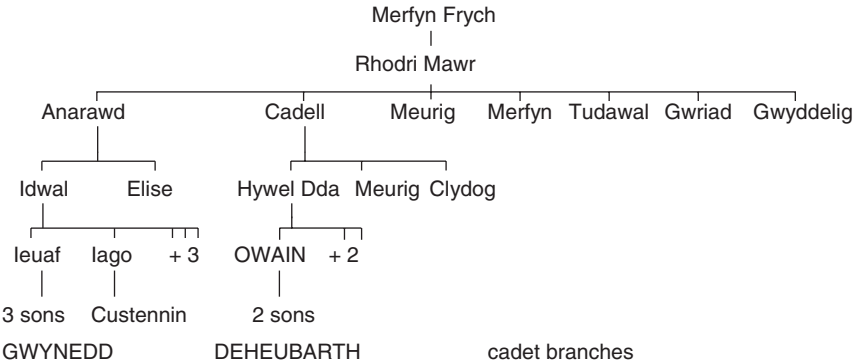 Merfyn Frych
Rhodri Mawr
Anarawd Cadell Meurig Merfyn Tudawal Gwriad Gwyddelig
Idwal Elise Hywel Dda Meurig Clydog
Ieuaf Iago + 3 OWAIN + 2
3 sons Custennin 2 sons
GWYNEDD DEHEUBARTH cadet branches